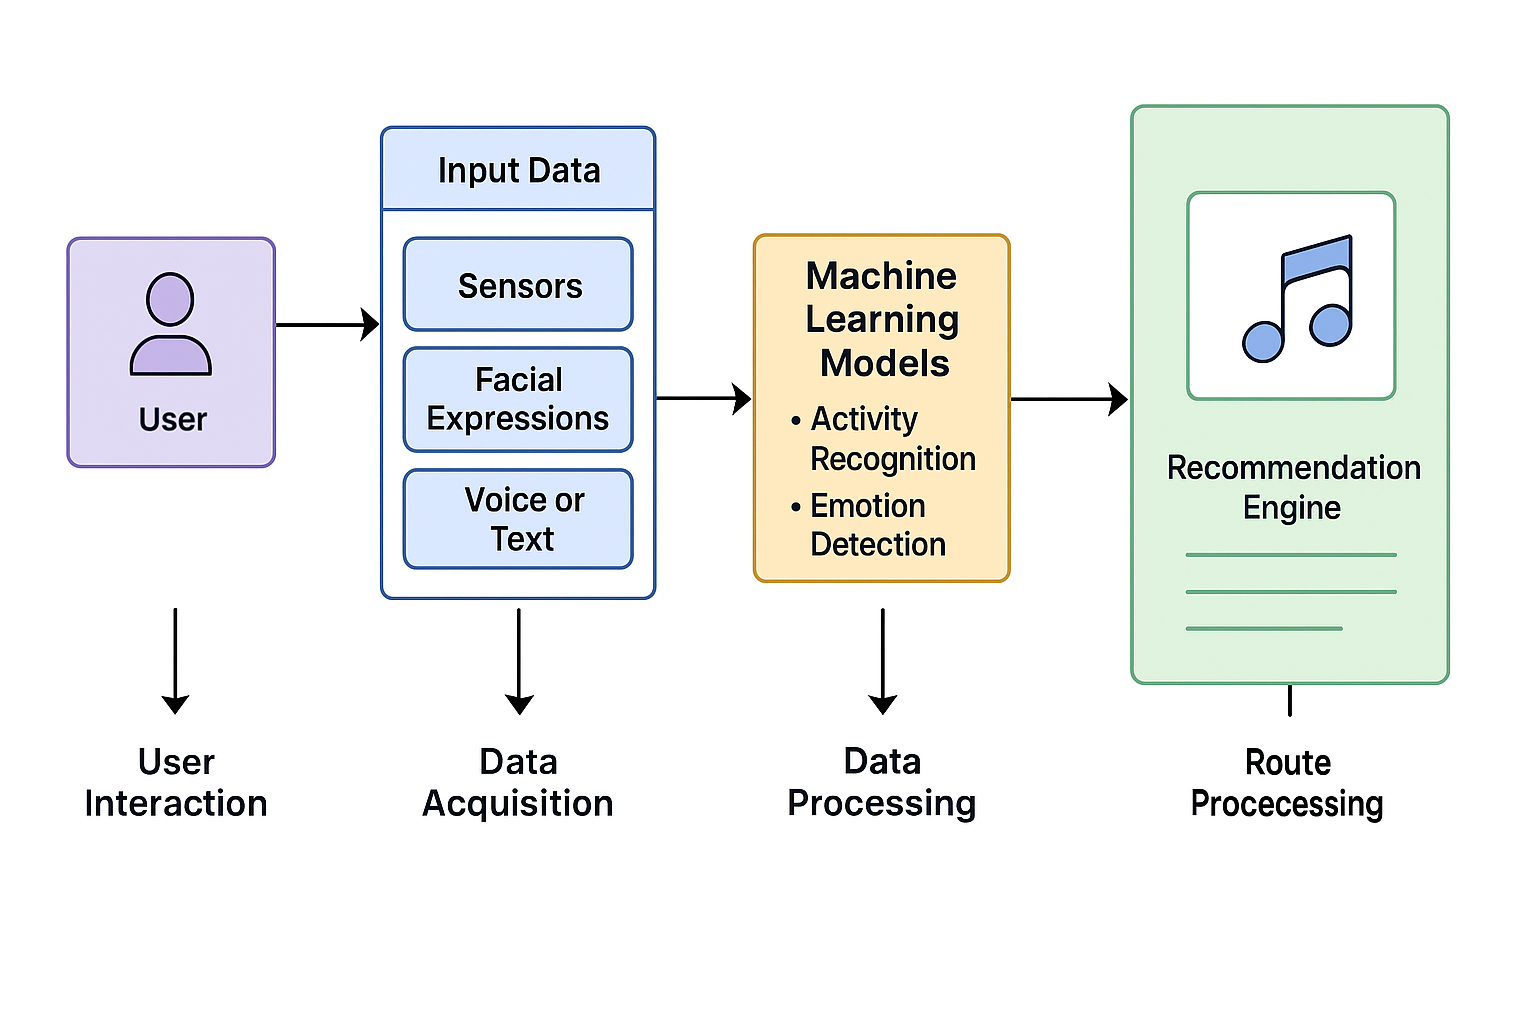 User
Input Data
Sensors
Facial
Expressions
Voice or
Text
Machine
Learning
Models
• Activity
Recognition
• Emotion
Detection
Recommendation
Engine
User
Interaction
Data
Acquisition
Data
Processing
Route
Procecessing